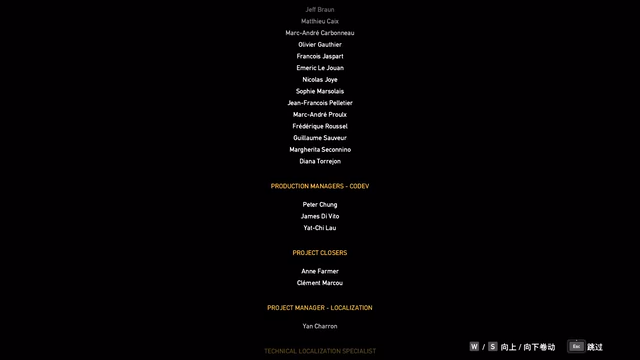 Jeff Braun
Matthieu Caix
Marc-André Carbonneau
Olivier Gauthier
Francois Jaspart
Emeric Le Jouan
Nicolas Joye
Sophie Marsolais
Jean-Francois Pelletier
Marc-André Proulx
Frédérique Roussel
Guillaume Sauveur
Margherita Seconnino
Diana Torrejon
PRODUCTION MANAGERS - CODEV
Peter Chung
James Di Vito
Yat-Chi Lau
PROJECT CLOSERS
Anne Farmer
Clément Marcou
PROJECT MANAGER - LOCALIZATION
Yan Charron
TECHNICAL LOCALIZATION SPECIALIST
W / S 向上 / 向下卷动 Esc 跳过